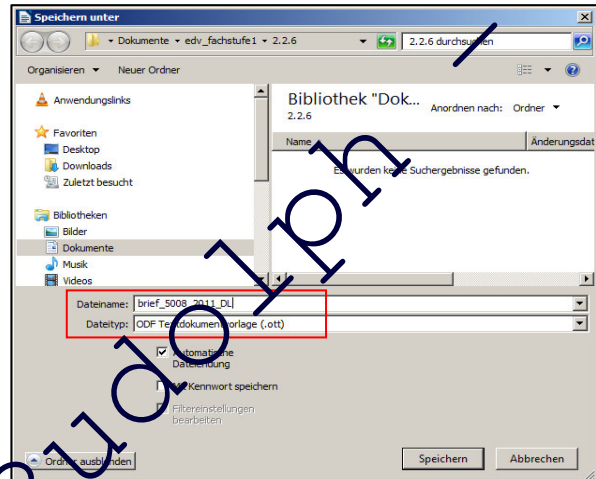 Speichern unter
Dokumente
edv_fachstufe1
2.2.6
2.2.6 durchsuchen
Organisieren
Neuer Ordner
Anwendungslinks
Favoriten
Desktop
Downloads
Zuletzt besucht
Bibliotheken
Bilder
Dokumente
Musik
Videos
Bibliothek "Dok...
2.2.6
Anordnen nach: Ordner
Name
Änderungsdat
Es wurden keine Suchergebnisse gefunden.
Dateiname: brief_5008_2011_DL
Dateityp: ODF Textdokumentvorlage (.ott)
Automatische
Dateiendung
Mit Kennwort speichern
Filtereinstellungen
bearbeiten
Ordner ausblenden
Speichern
Abbrechen